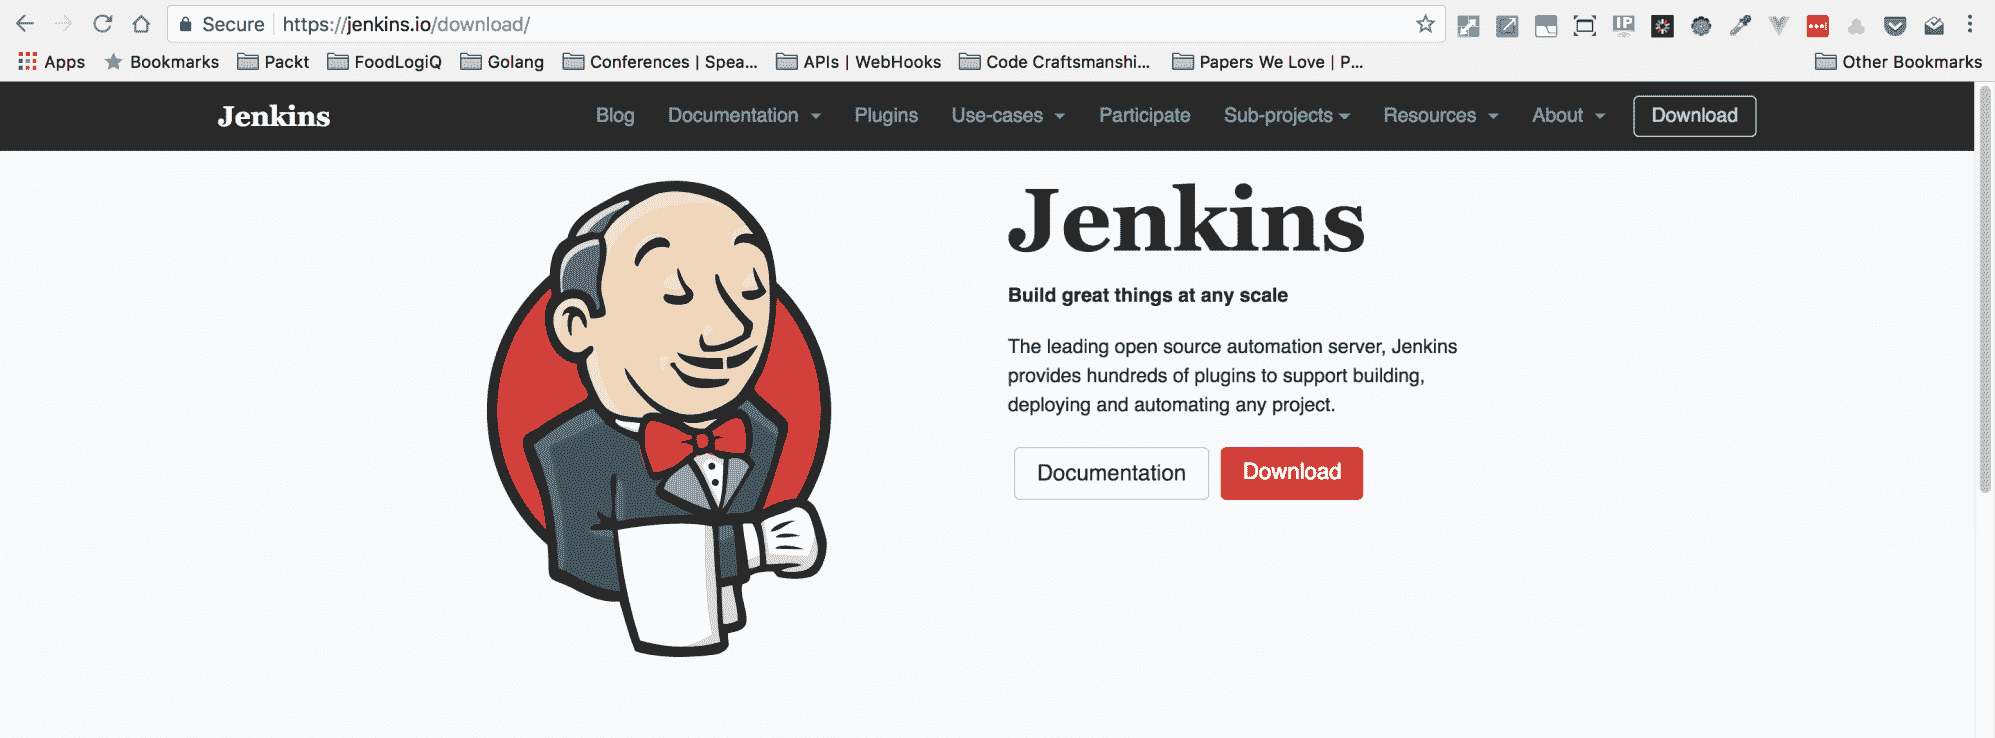 Secure https://jenkins.io/download/
IP
Apps Bookmarks Packt FoodLogiQ Golang Conferences | Spea... APIs | WebHooks Code Craftsmanshi... Papers We Love | P... Other Bookmarks
Jenkins Blog Documentation Plugins Use-cases Participate Sub-projects Resources About Download
Jenkins
Build great things at any scale
The leading open source automation server, Jenkins
provides hundreds of plugins to support building,
deploying and automating any project.
Documentation Download